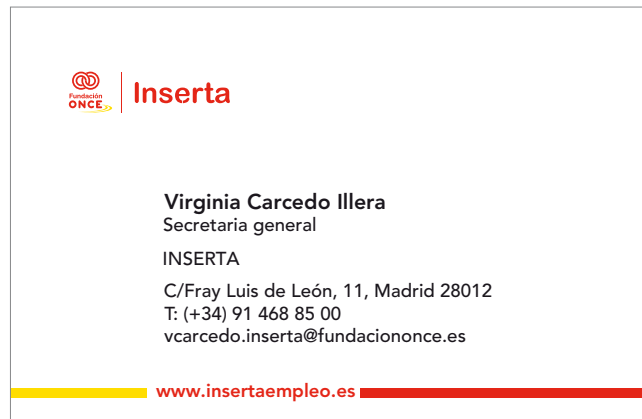 Fundación
ONCE
Inserta
Virginia Carcedo Illera
Secretaria general
INSERTA
C/Fray Luis de León, 11, Madrid 28012
T: (+34) 91 468 85 00
vcarcedo.inserta@fundaciononce.es
www.insertaempleo.es